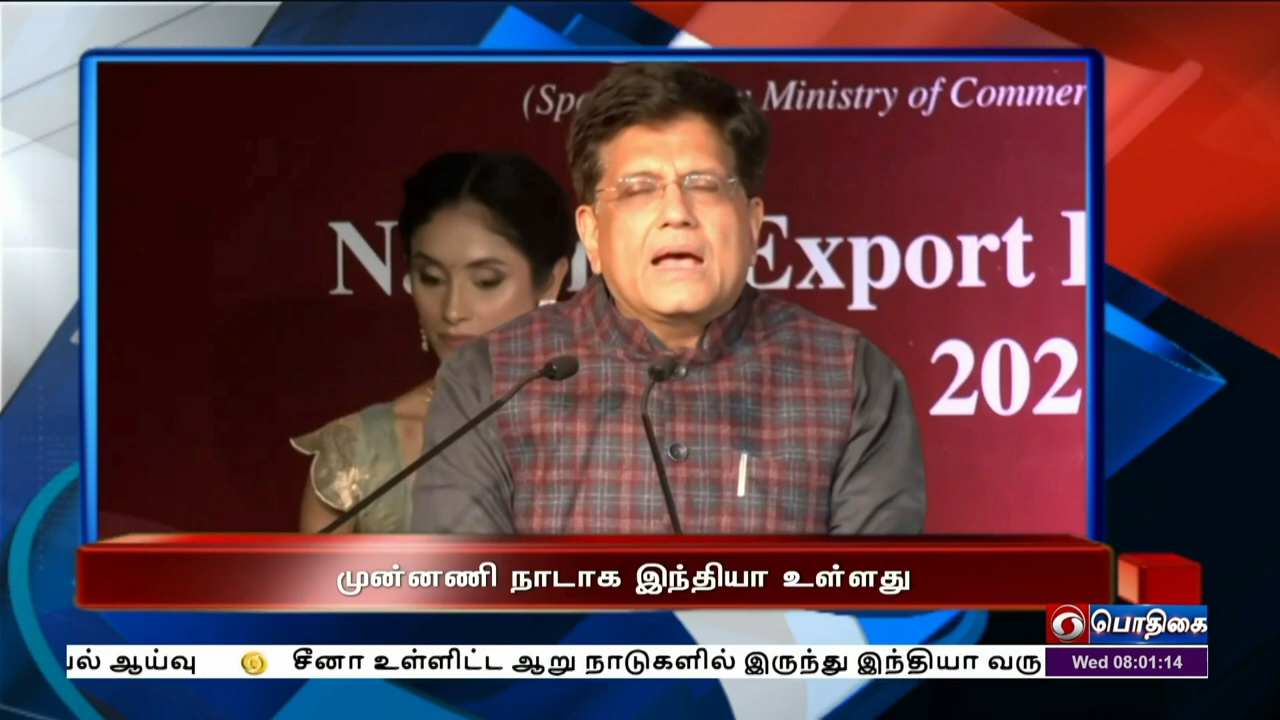 Ministry of Commer
Export
202
முன்னணி நாடாக இந்தியா உள்ளது
பொதிகை
ஆய்வு சீனா உள்ளிட்ட ஆறு நாடுகளில் இருந்து இந்தியா வரு
Wed 08:01:14